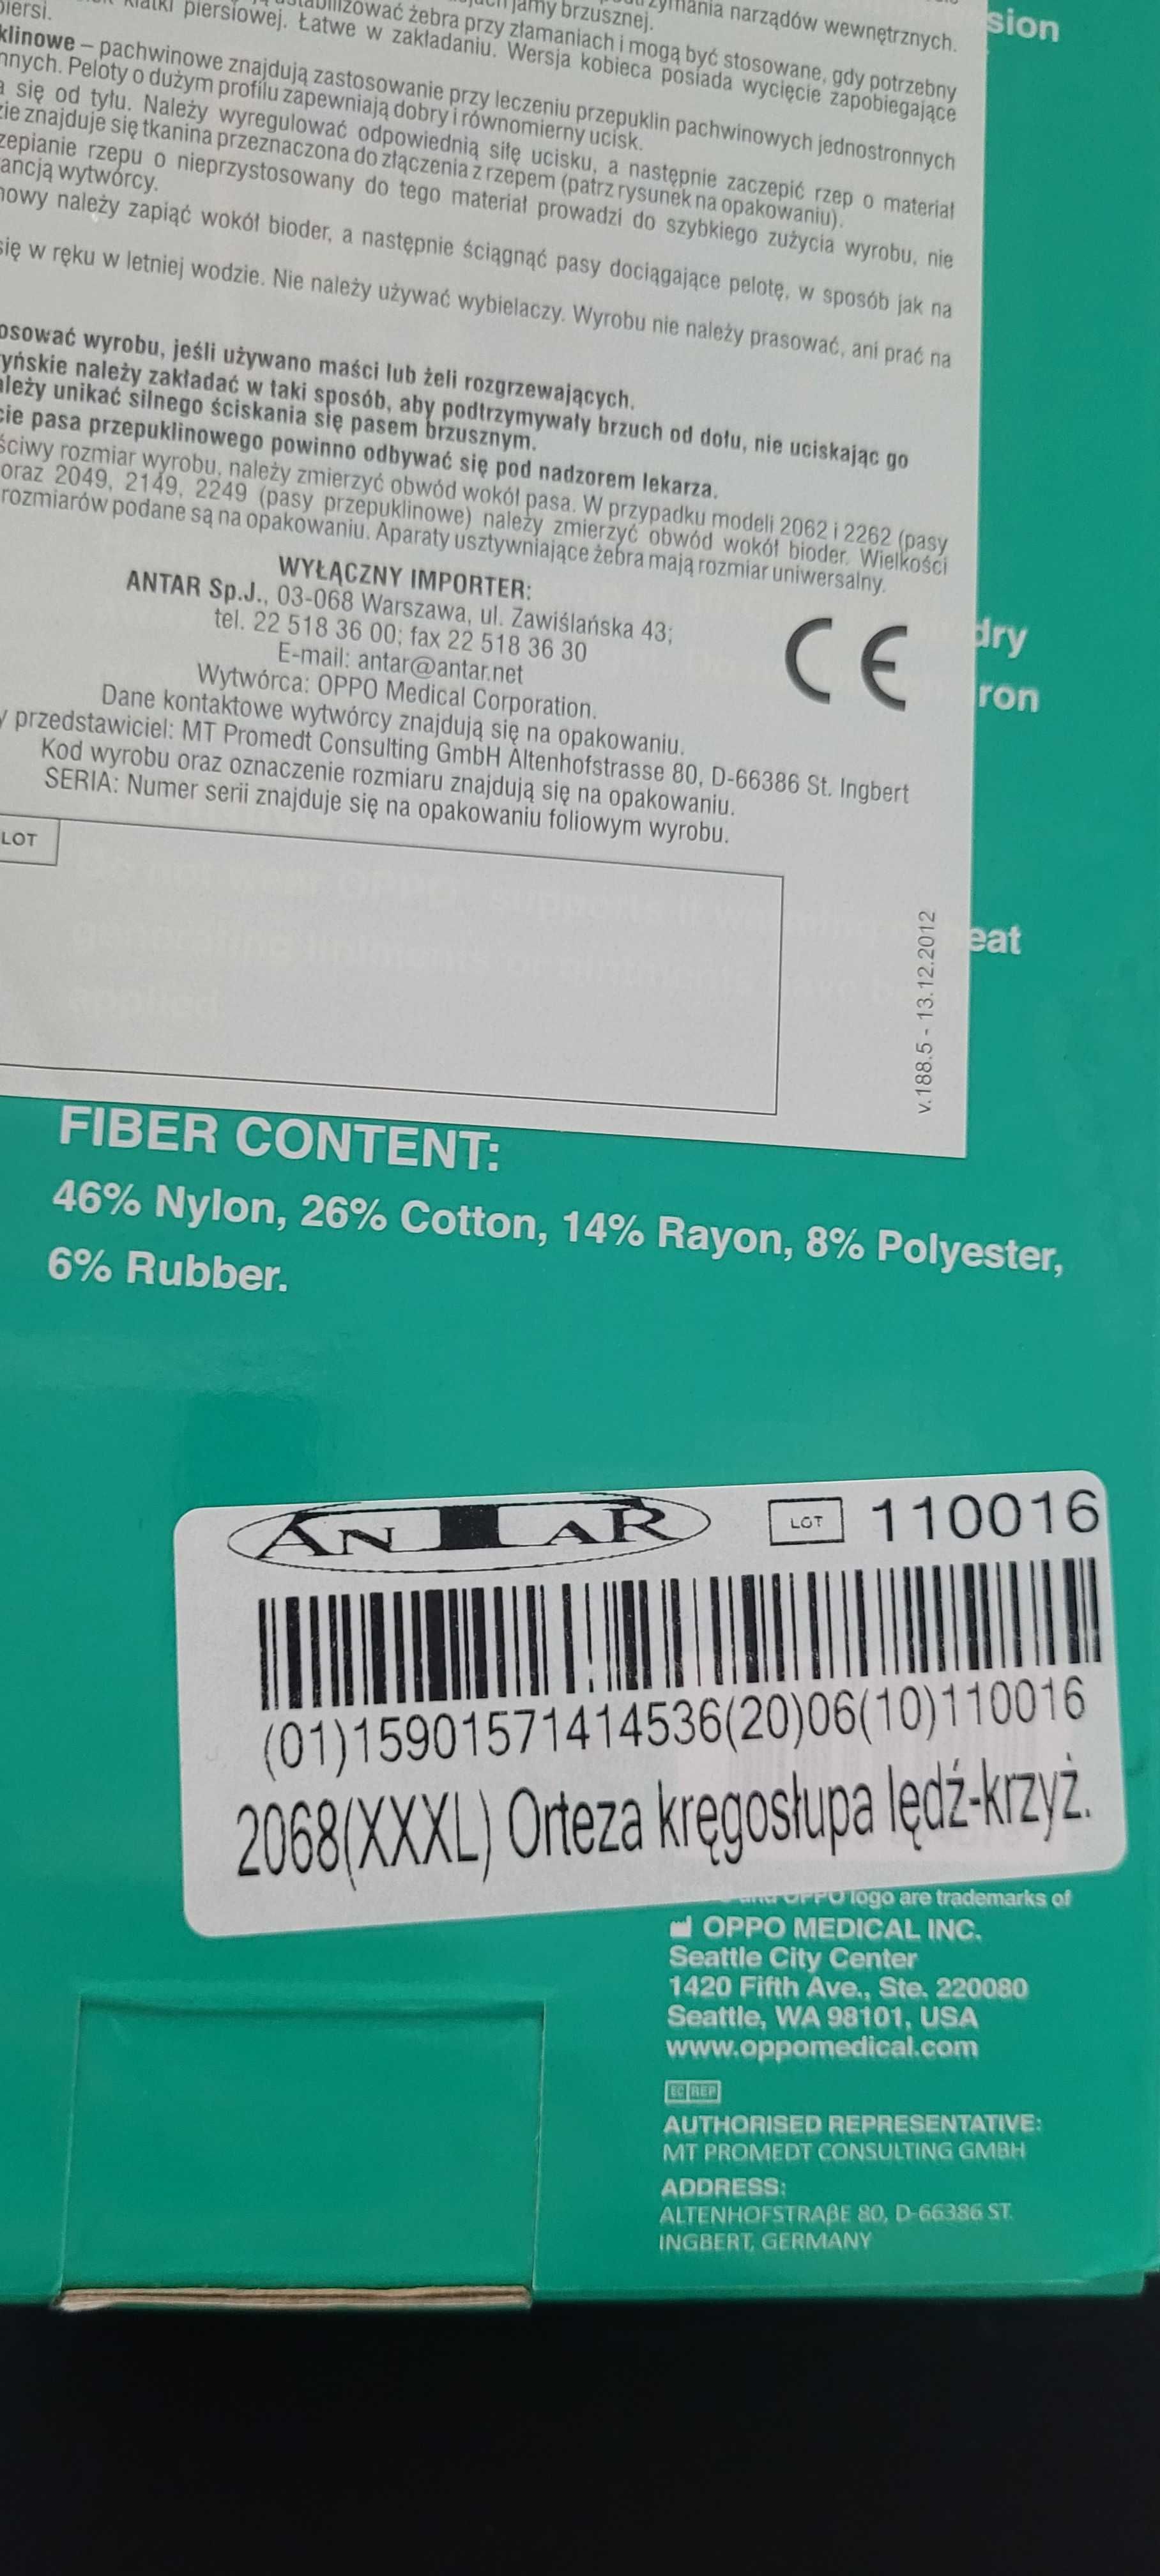 piersi.
klatki piersiowej. Łatwe w zakładaniu. Wersja kobieca posiada wycięcie zapobiegające
żebra przy złamaniach i mogą być stosowane, gdy potrzebny
jamy brzusznej.
narządów wewnętrznych.
klinowe – pachwinowe znajdują zastosowanie przy leczeniu przepuklin pachwinowych jednostronnych
nnych. Peloty o dużym profilu zapewniają dobry i równomierny ucisk.
się od tyłu. Należy wyregulować odpowiednią siłę ucisku, a następnie zaczepić rzep o materiał
zie znajduje się tkanina przeznaczona do złączenia z rzepem (patrz rysunek na opakowaniu).
zepianie rzepu o nieprzystosowany do tego materiał prowadzi do szybkiego zużycia wyrobu, nie
ancją wytwórcy.
nowy należy zapiąć wokół bioder, a następnie ściągnąć pasy dociągające pelotę, w sposób jak na
się w ręku w letniej wodzie. Nie należy używać wybielaczy. Wyrobu nie należy prasować, ani prać na
osować wyrobu, jeśli używano maści lub żeli rozgrzewających.
yńskie należy zakładać w taki sposób, aby podtrzymywały brzuch od dołu, nie uciskając go
ależy unikać silnego ściskania się pasem brzusznym.
cie pasa przepuklinowego powinno odbywać się pod nadzorem lekarza.
ściwy rozmiar wyrobu, należy zmierzyć obwód wokół pasa. W przypadku modeli 2062 i 2262 (pasy
oraz 2049, 2149, 2249 (pasy przepuklinowe) należy zmierzyć obwód wokół bioder. Wielkości
rozmiarów podane są na opakowaniu. Aparaty usztywniające żebra mają rozmiar uniwersalny.
WYŁĄCZNY IMPORTER:
ANTAR Sp.J., 03-068 Warszawa, ul. Zawiślańska 43;
tel. 22 518 36 00; fax 22 518 36 30
E-mail: antar@antar.net
Wytwórca: OPPO Medical Corporation.
Dane kontaktowe wytwórcy znajdują się na opakowaniu.
y przedstawiciel: MT Promedt Consulting GmbH Altenhofstrasse 80, D-66386 St. Ingbert
Kod wyrobu oraz oznaczenie rozmiaru znajdują się na opakowaniu.
SERIA: Numer serii znajduje się na opakowaniu foliowym wyrobu.
CE
LOT
v.188.5 - 13.12.2012
sion
dry
ron
eat
FIBER CONTENT:
46% Nylon, 26% Cotton, 14% Rayon, 8% Polyester,
6% Rubber.
ANTAR
LOT 110016
(01)15901571414536(20)06(10)110016
2068(XXXL) Orteza kręgosłupa lędź-krzyż.
and OPPO logo are trademarks of
OPPO MEDICAL INC.
Seattle City Center
1420 Fifth Ave., Ste. 220080
Seattle, WA 98101, USA
www.oppomedical.com
EC REP
AUTHORISED REPRESENTATIVE:
MT PROMEDT CONSULTING GMBH
ADDRESS:
ALTENHOFSTRAβE 80, D-66386 ST.
INGBERT, GERMANY